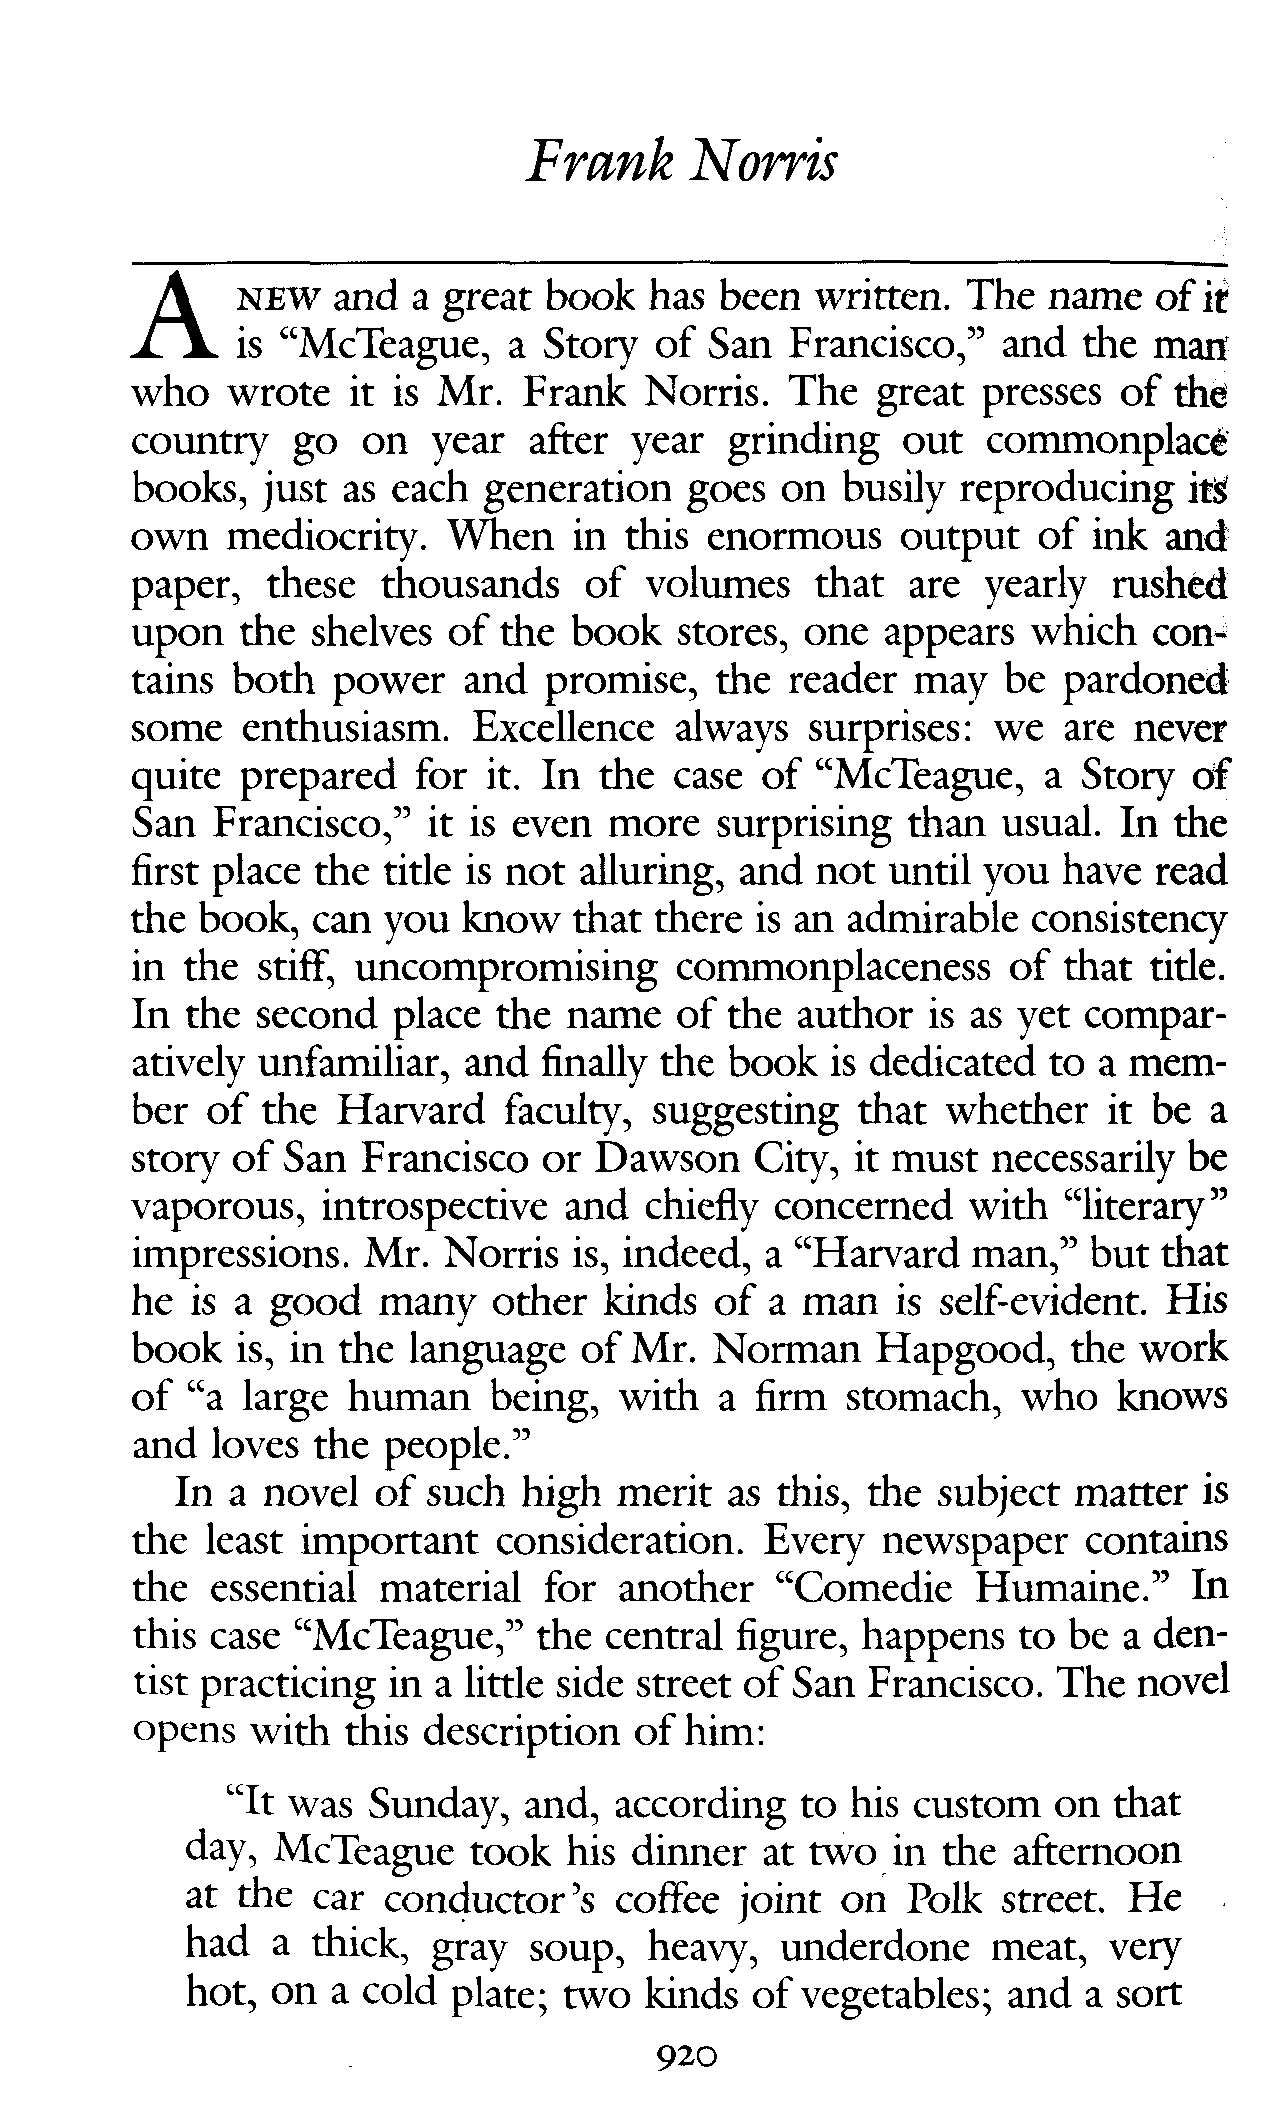 Frank Norris
A NEW and a great book has been written. The name of it
is “McTeague, a Story of San Francisco,” and the man
who wrote it is Mr. Frank Norris. The great presses of the
country go on year after year grinding out commonplace
books, just as each generation goes on busily reproducing its
own mediocrity. When in this enormous output of ink and
paper, these thousands of volumes that are yearly rushed
upon the shelves of the book stores, one appears which con-
tains both power and promise, the reader may be pardoned
some enthusiasm. Excellence always surprises: we are never
quite prepared for it. In the case of “McTeague, a Story of
San Francisco,” it is even more surprising than usual. In the
first place the title is not alluring, and not until you have read
the book, can you know that there is an admirable consistency
in the stiff, uncompromising commonplaceness of that title.
In the second place the name of the author is as yet compar-
atively unfamiliar, and finally the book is dedicated to a mem-
ber of the Harvard faculty, suggesting that whether it be a
story of San Francisco or Dawson City, it must necessarily be
vaporous, introspective and chiefly concerned with “literary”
impressions. Mr. Norris is, indeed, a “Harvard man,” but that
he is a good many other kinds of a man is self-evident. His
book is, in the language of Mr. Norman Hapgood, the work
of “a large human being, with a firm stomach, who knows
and loves the people.”
In a novel of such high merit as this, the subject matter is
the least important consideration. Every newspaper contains
the essential material for another “Comedie Humaine.” In
this case “McTeague,” the central figure, happens to be a den-
tist practicing in a little side street of San Francisco. The novel
opens with this description of him:
“It was Sunday, and, according to his custom on that
day, McTeague took his dinner at two in the afternoon
at the car conductor’s coffee joint on Polk street. He
had a thick, gray soup, heavy, underdone meat, very
hot, on a cold plate; two kinds of vegetables; and a sort
920